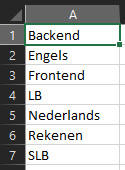 A
1 Backend
2 Engels
3 Frontend
4 LB
5 Nederlands
6 Rekenen
7 SLB